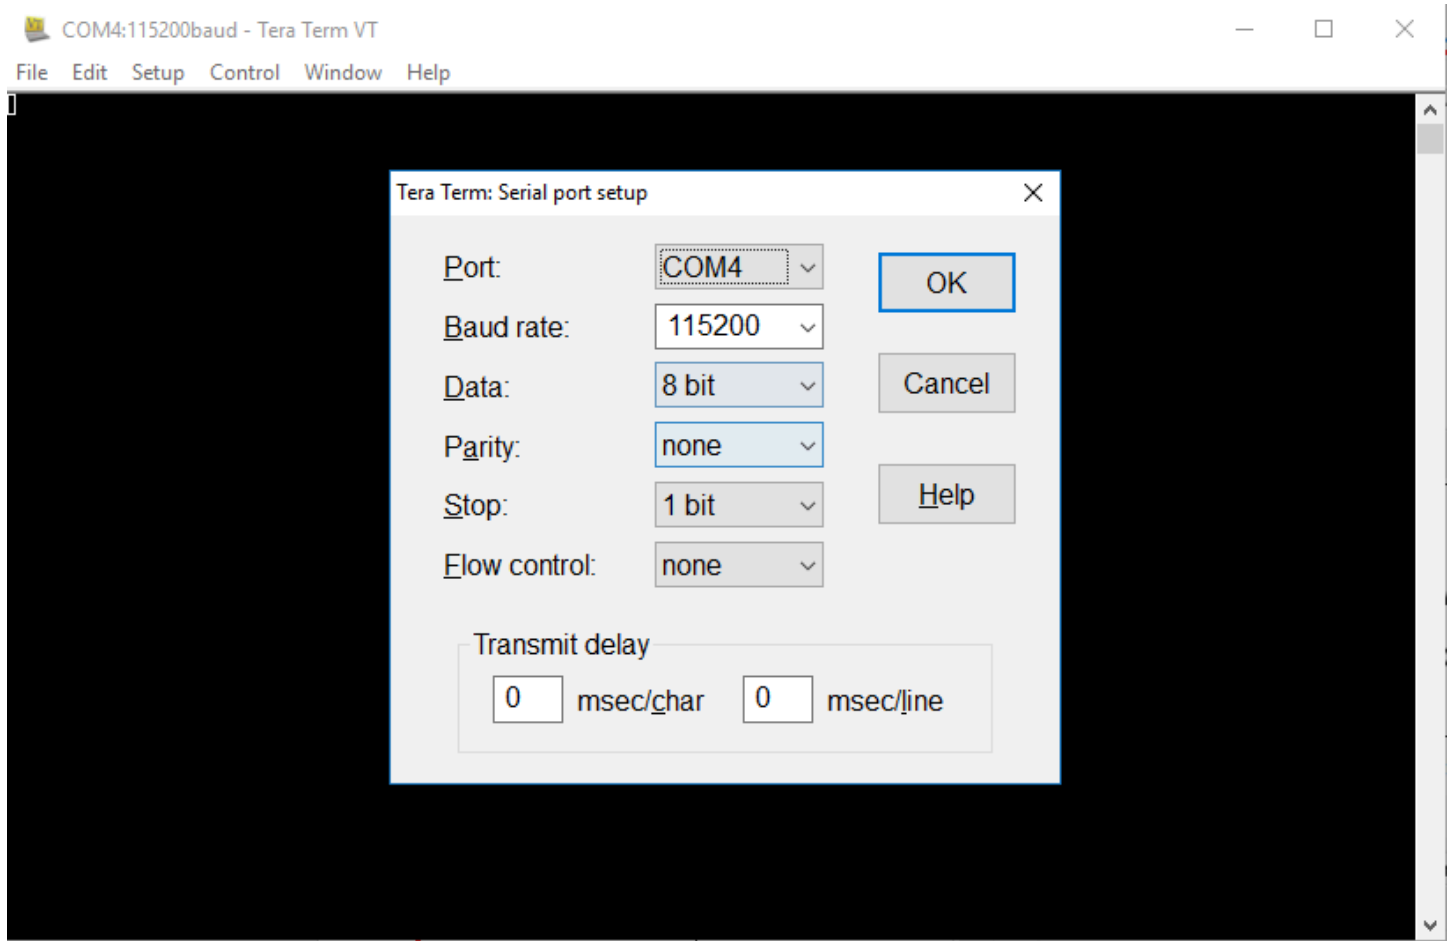 COM4:115200baud - Tera Term VT
File Edit Setup Control Window Help
Tera Term: Serial port setup
Port: COM4 OK
Baud rate: 115200
Data: 8 bit Cancel
Parity: none
Stop: 1 bit Help
Flow control: none
Transmit delay
0 msec/char 0 msec/line